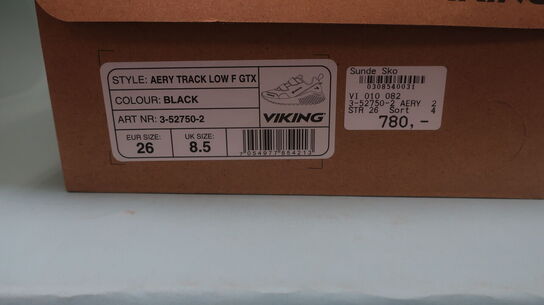 STYLE: AERY TRACK LOW F GTX
COLOUR: BLACK
ART NR: 3-52750-2
VIKING
EUR SIZE: 26
UK SIZE: 8.5
Sunde Sko
0308540031
VI 010 082
3-52750-2 AERY 2
STR 26 Sort 4
780,-